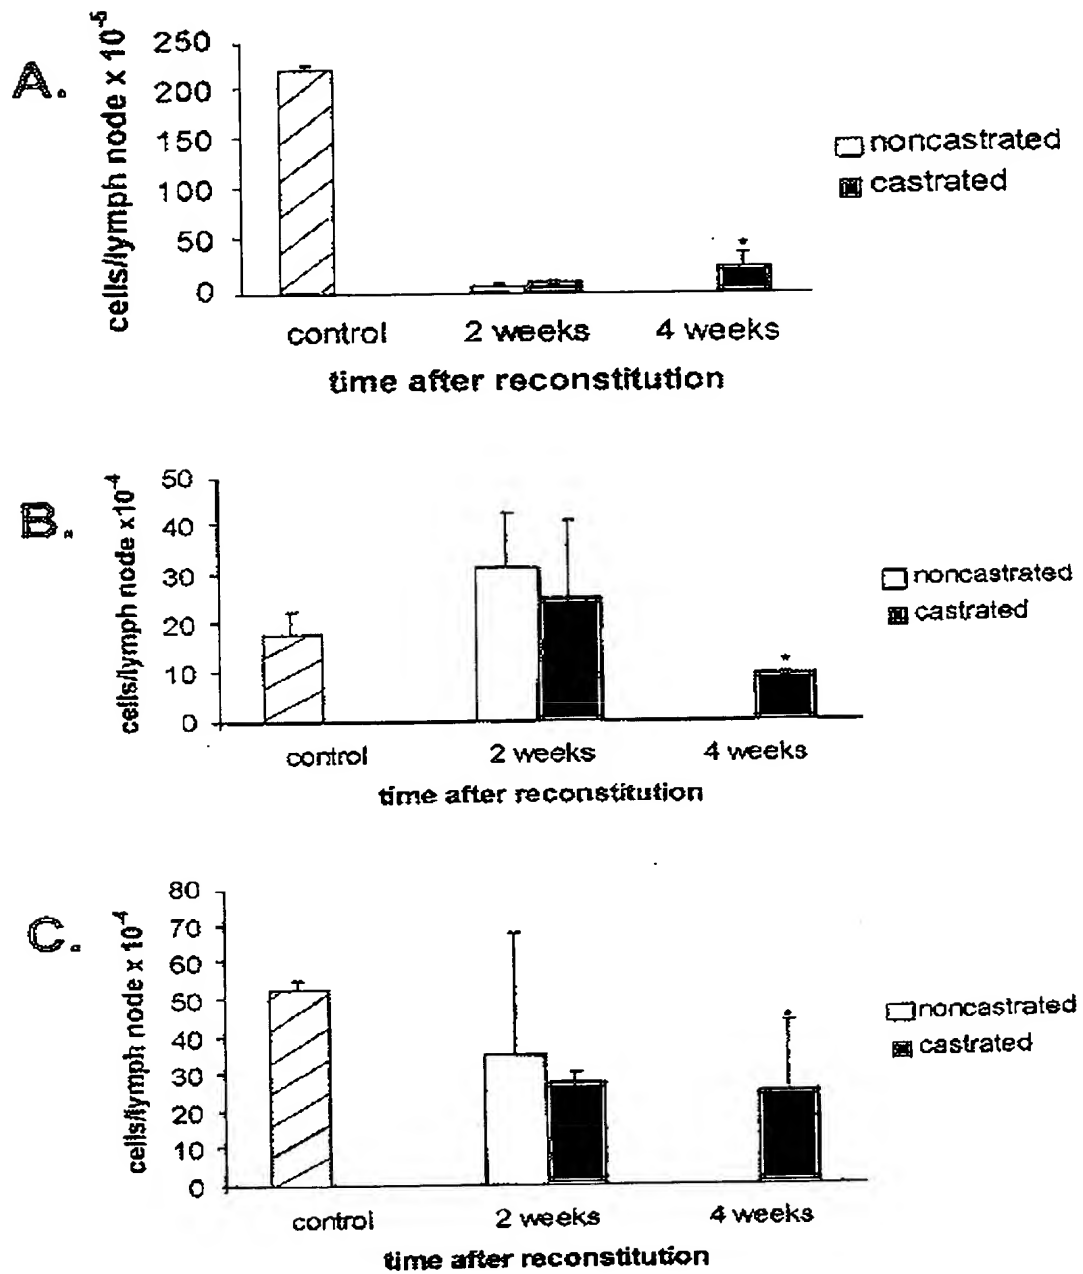 A.
cells/lymph node x 10-5
250
200
150
100
50
0
*
control
2 weeks
4 weeks
time after reconstitution
noncastrated
castrated
B.
cells/lymph node x10-4
50
40
30
20
10
0
*
control
2 weeks
4 weeks
time after reconstitution
noncastrated
castrated
C.
cells/lymph node x 10-4
80
70
60
50
40
30
20
10
0
*
control
2 weeks
4 weeks
time after reconstitution
noncastrated
castrated